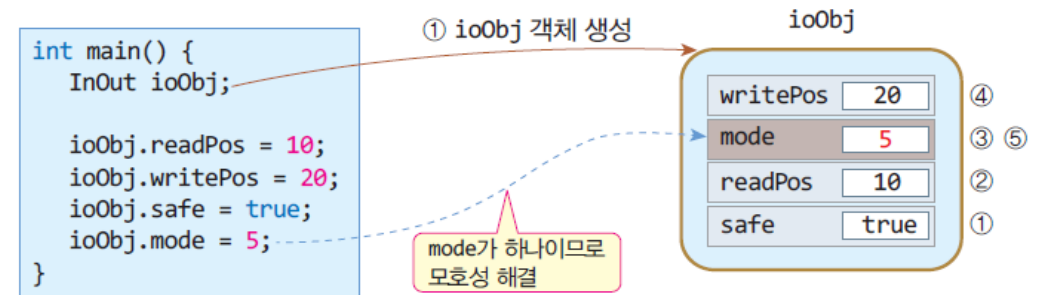 ① ioObj 객체 생성
ioObj
int main() {
InOut ioObj;
ioObj.readPos = 10;
ioObj.writePos = 20;
ioObj.safe = true;
ioObj.mode = 5;
}
mode가 하나이므로
모호성 해결
writePos 20 ④
mode 5 ③ ⑤
readPos 10 ②
safe true ①